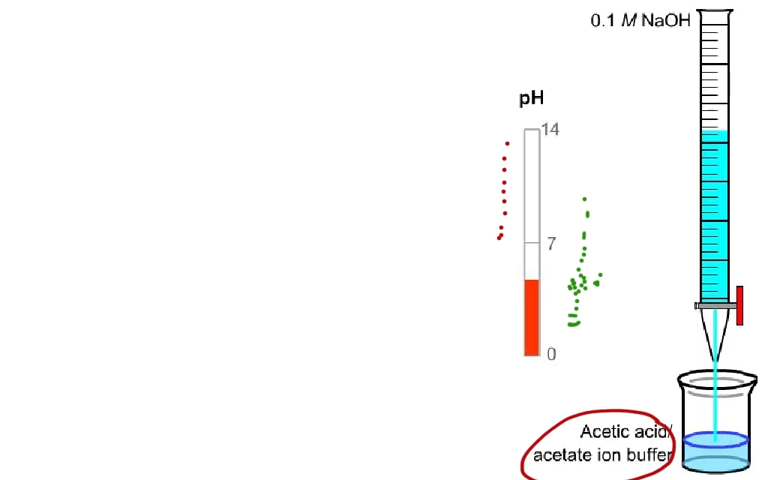 0.1 M NaOH
pH
14
7
0
Acetic acid/
acetate ion buffer